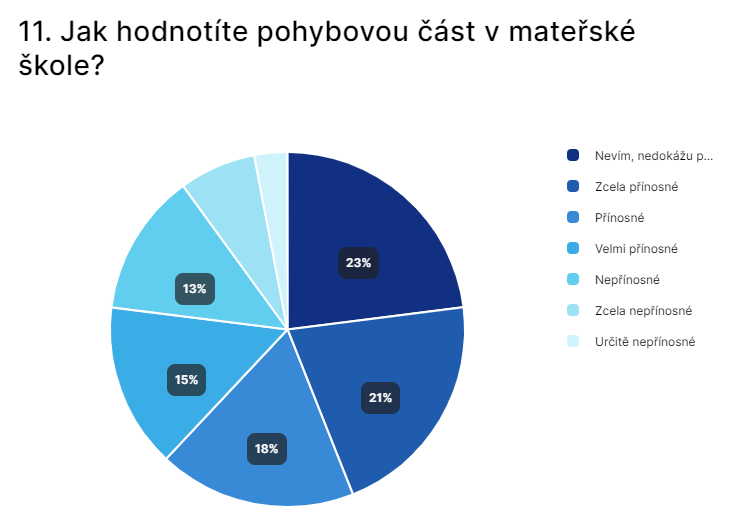 11. Jak hodnotíte pohybovou část v mateřské
škole?
Nevím, nedokážu p...
Zcela přínosné
Přínosné
Velmi přínosné
Nepřínosné
Zcela nepřínosné
Určitě nepřínosné
23%
13%
15%
21%
18%